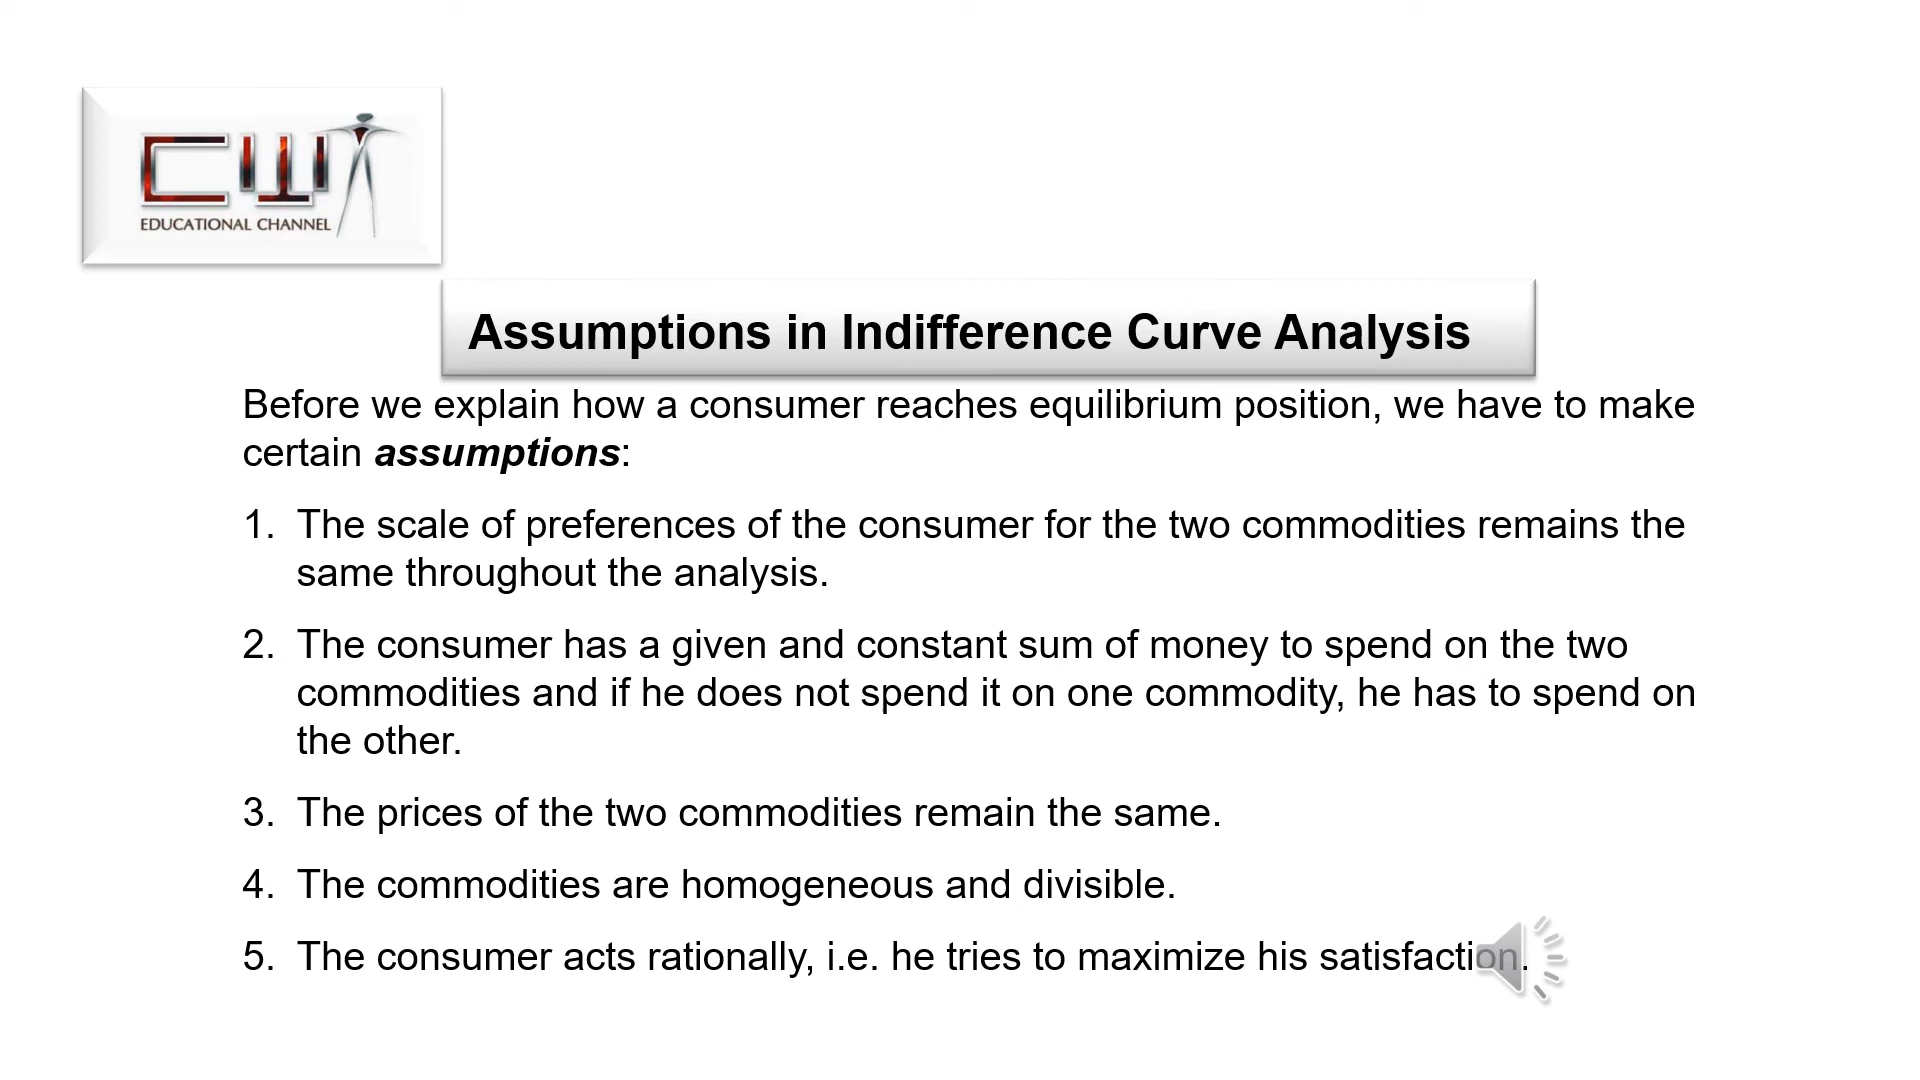 CW
EDUCATIONAL CHANNEL
Assumptions in Indifference Curve Analysis
Before we explain how a consumer reaches equilibrium position, we have to make
certain assumptions:
1. The scale of preferences of the consumer for the two commodities remains the
same throughout the analysis.
2. The consumer has a given and constant sum of money to spend on the two
commodities and if he does not spend it on one commodity, he has to spend on
the other.
3. The prices of the two commodities remain the same.
4. The commodities are homogeneous and divisible.
5. The consumer acts rationally, i.e. he tries to maximize his satisfaction.